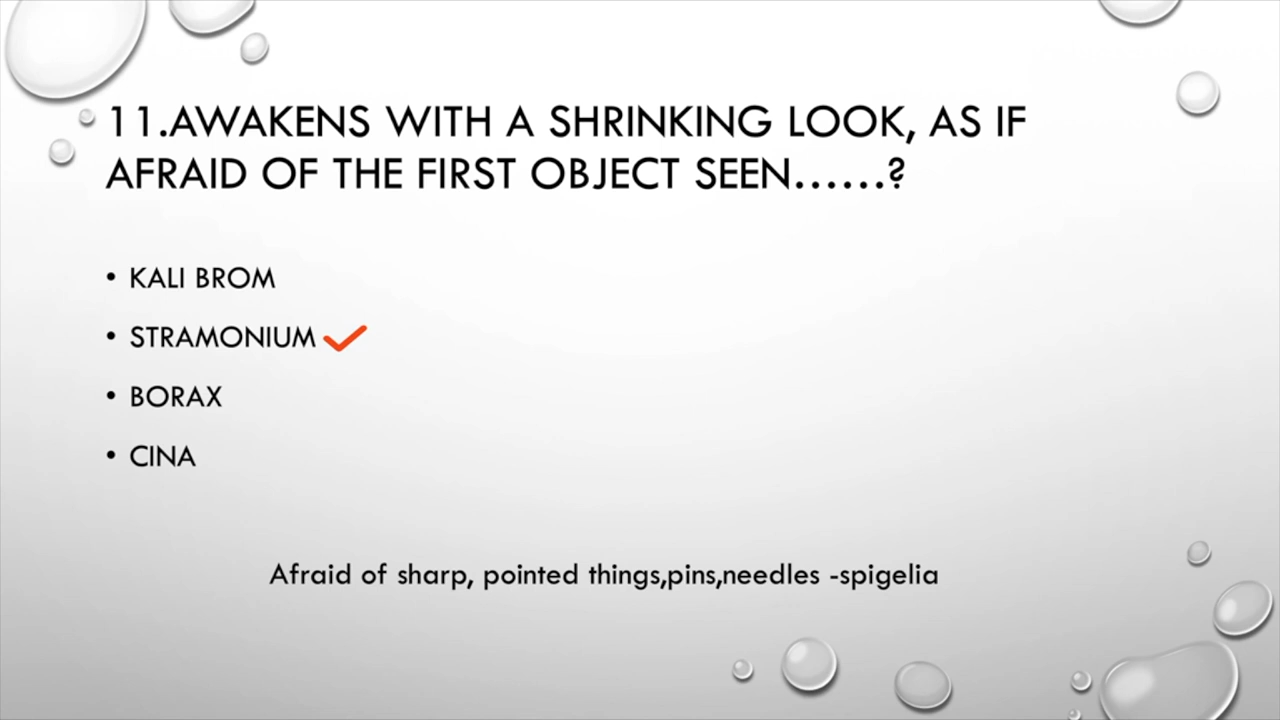 11.AWAKENS WITH A SHRINKING LOOK, AS IF
AFRAID OF THE FIRST OBJECT SEEN......?
• KALI BROM
• STRAMONIUM
• BORAX
• CINA
Afraid of sharp, pointed things,pins,needles -spigelia